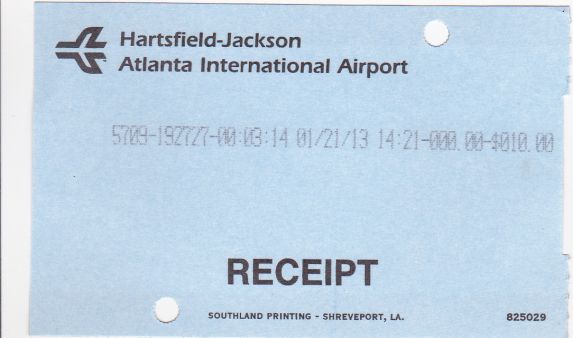 Hartsfield-Jackson
Atlanta International Airport
5709-192727-00:03:14 01/21/13 14:21-000.00-$010.00
RECEIPT
SOUTHLAND PRINTING - SHREVEPORT, LA.
825029